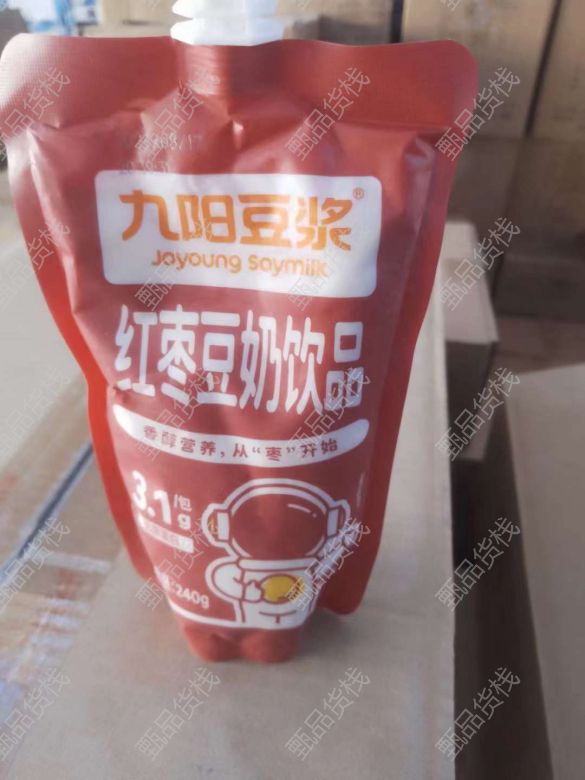 九阳豆浆®
Joyoung Soymilk
红枣豆奶饮品
香醇营养,从“枣”开始
3.1g/包
240g
甄品货栈